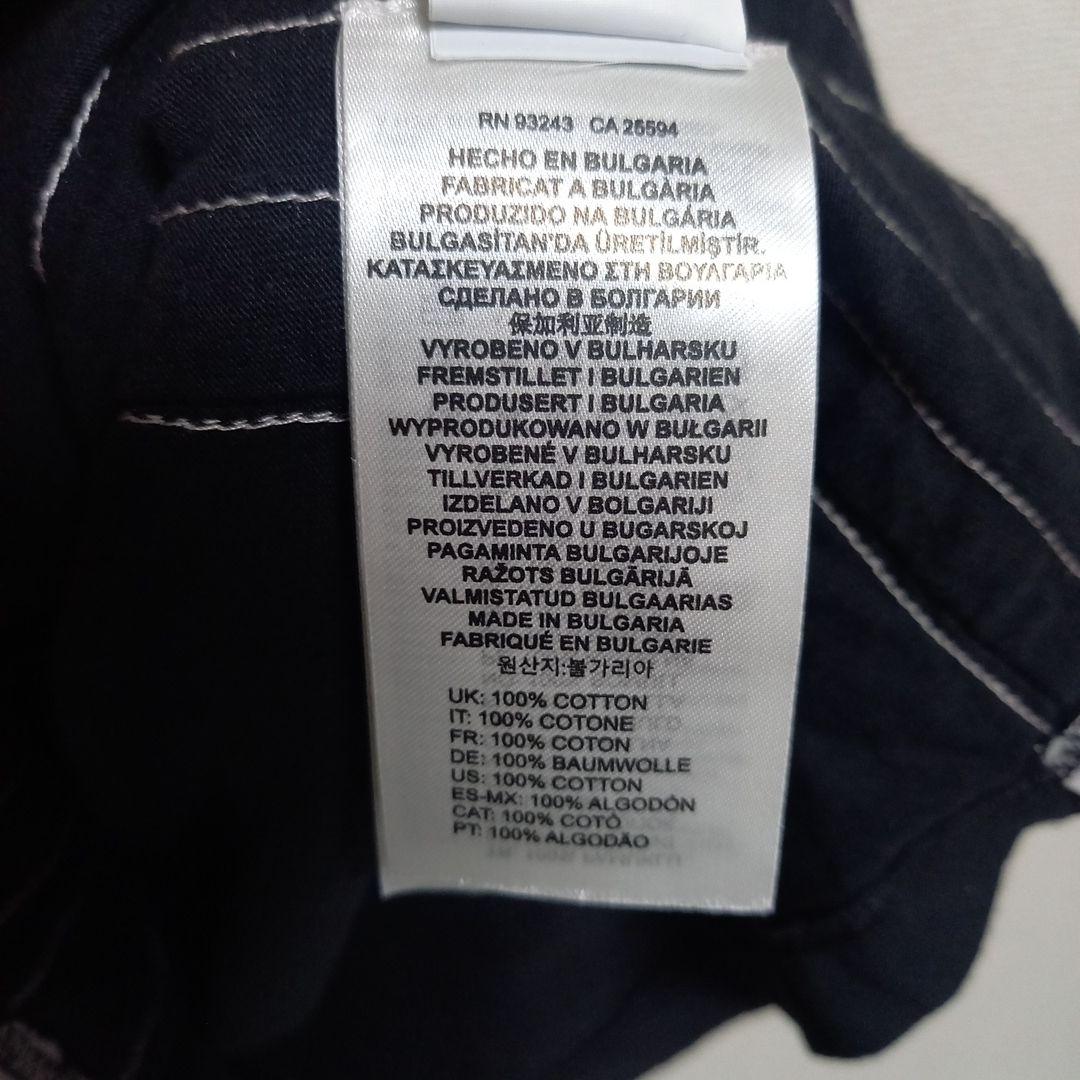 RN 93243 CA 25594
HECHO EN BULGARIA
FABRICAT A BULGÀRIA
PRODUZIDO NA BULGÁRIA
BULGASİTAN'DA ÜRETİLMİŞTİR.
ΚΑΤΑΣΚΕΥΑΣΜΕΝΟ ΣΤΗ ΒΟΥΛΓΑΡΙΑ
СДЕЛАНО В БОЛГАРИИ
保加利亚制造
VYROBENO V BULHARSKU
FREMSTILLET I BULGARIEN
PRODUSERT I BULGARIA
WYPRODUKOWANO W BUŁGARII
VYROBENÉ V BULHARSKU
TILLVERKAD I BULGARIEN
IZDELANO V BOLGARIJI
PROIZVEDENO U BUGARSKOJ
PAGAMINTA BULGARIJOJE
RAŽOTS BULGĀRIJĀ
VALMISTATUD BULGAARIAS
MADE IN BULGARIA
FABRIQUÉ EN BULGARIE
원산지:불가리아
UK: 100% COTTON
IT: 100% COTONE
FR: 100% COTON
DE: 100% BAUMWOLLE
US: 100% COTTON
ES-MX: 100% ALGODÓN
CAT: 100% COTÓ
PT: 100% ALGODÃO